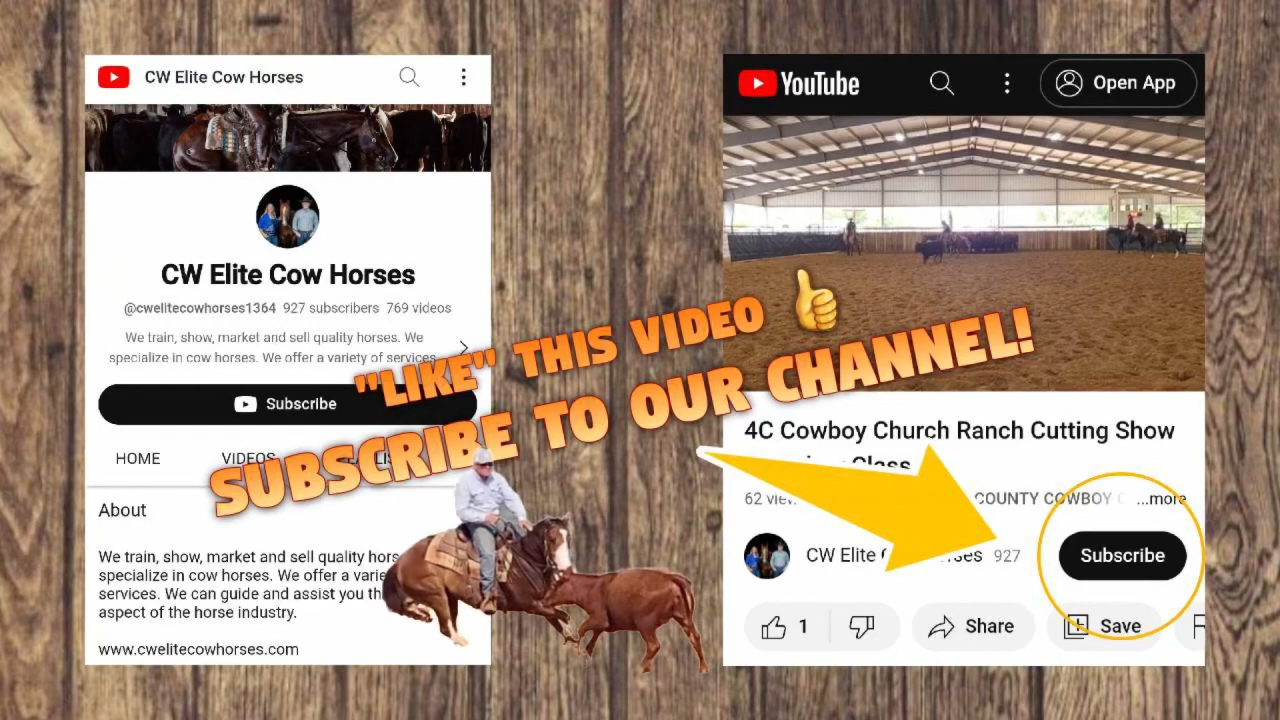 CW Elite Cow Horses
CW Elite Cow Horses
@cwelitecowhorses1364 927 subscribers 769 videos
We train, show, market and sell quality horses. We
specialize in cow horses. We offer a variety of services
Subscribe
HOME VIDEOS
About
We train, show, market and sell quality
specialize in cow horses. We offer a
services. We can guide and assist you
aspect of the horse industry.
www.cwelitecowhorses.com
"LIKE" THIS VIDEO
SUBSCRIBE TO OUR CHANNEL!
YouTube
Open App
4C Cowboy Church Ranch Cutting Show
Class
62 COUNTY COWBOY ...more
CW Elite 927
Subscribe
1
Share
Save